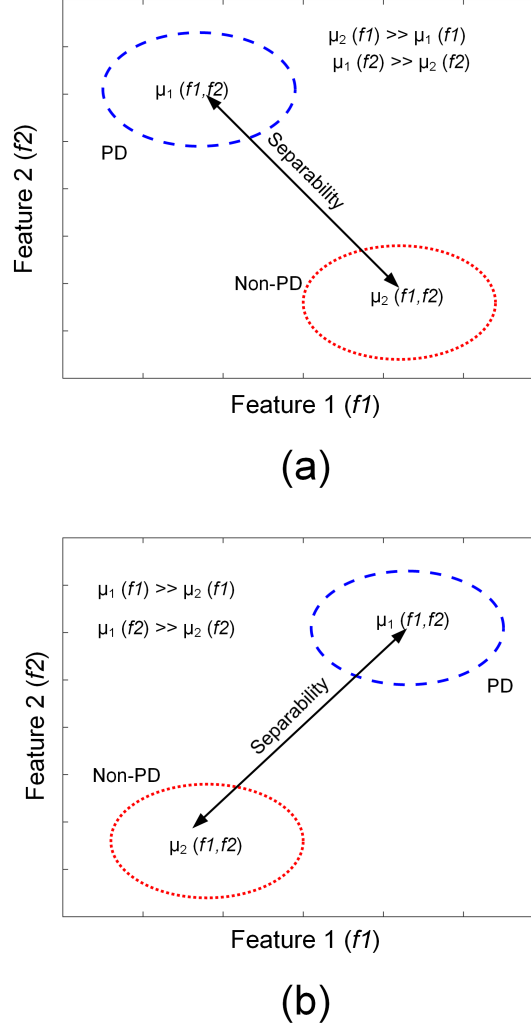 μ₂ (f1) >> μ₁ (f1)
μ₁ (f2) >> μ₂ (f2)
μ₁ (f1,f2)
PD
Separability
Non-PD
μ₂ (f1,f2)
Feature 2 (f2)
Feature 1 (f1)
(a)
μ₁ (f1) >> μ₂ (f1)
μ₁ (f2) >> μ₂ (f2)
μ₁ (f1,f2)
PD
Separability
Non-PD
μ₂ (f1,f2)
Feature 2 (f2)
Feature 1 (f1)
(b)